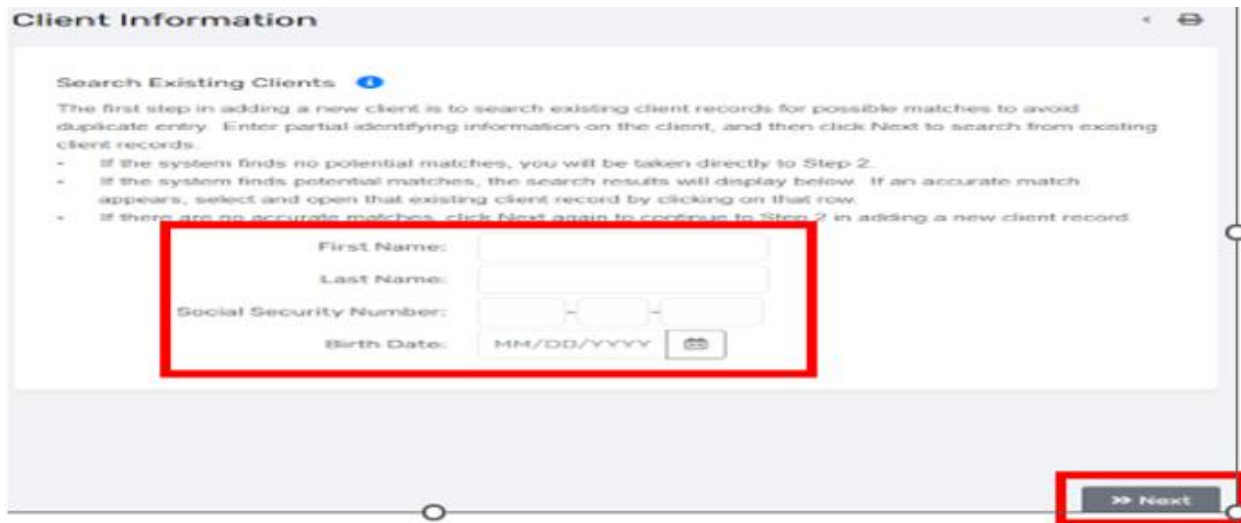 Client Information
Search Existing Clients
The first step in adding a new client is to search existing client records for possible matches to avoid
duplicate entry. Enter partial identifying information on the client, and then click Next to search from existing
client records.
- If the system finds no potential matches, you will be taken directly to Step 2.
- If the system finds potential matches, the search results will display below. If an accurate match
appears, select and open that existing client record by clicking on that row.
- If there are no accurate matches, click Next again to continue to Step 2 in adding a new client record.
First Name:
Last Name:
Social Security Number: - -
Birth Date: MM/DD/YYYY
Next